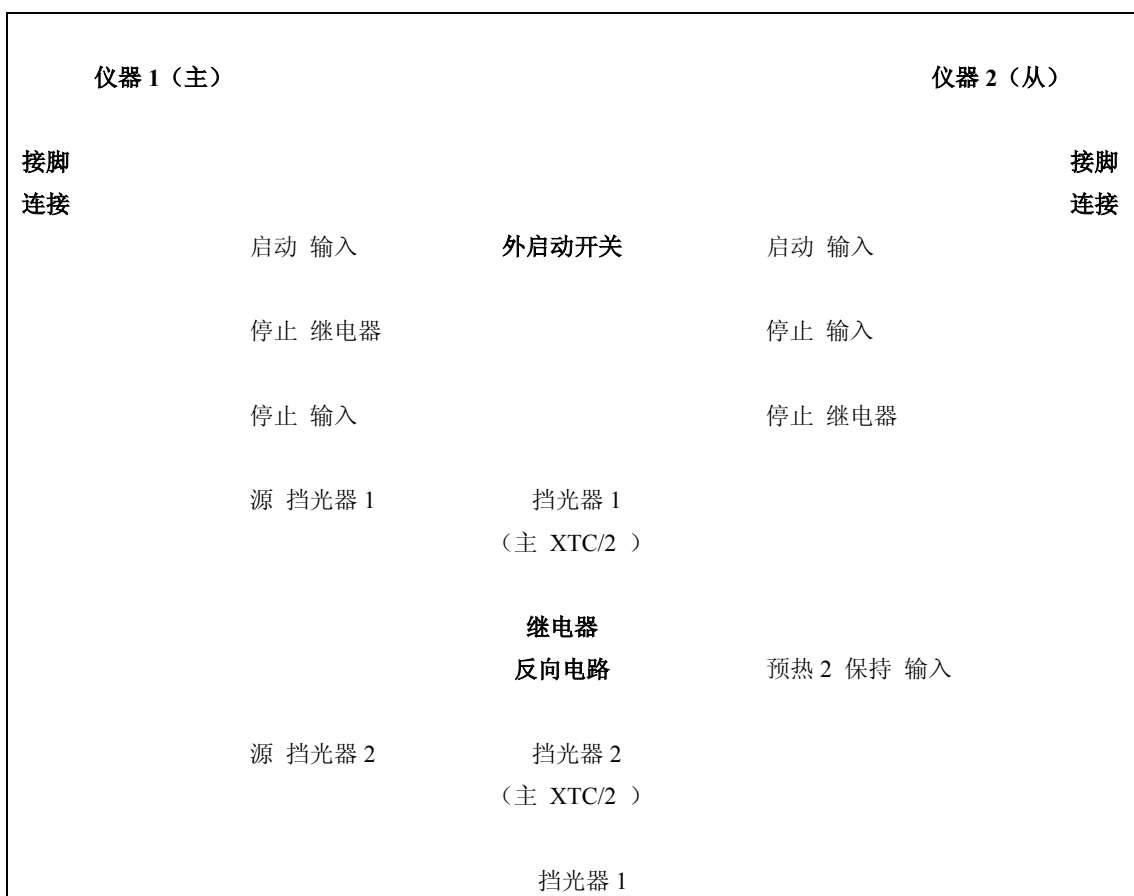 仪器 1（主） 仪器 2（从）
接脚 接脚
连接 连接
启动 输入 外启动开关 启动 输入
停止 继电器 停止 输入
停止 输入 停止 继电器
源 挡光器 1 挡光器 1
（主 XTC/2 ）
继电器
反向电路 预热 2 保持 输入
源 挡光器 2 挡光器 2
（主 XTC/2 ）
挡光器 1